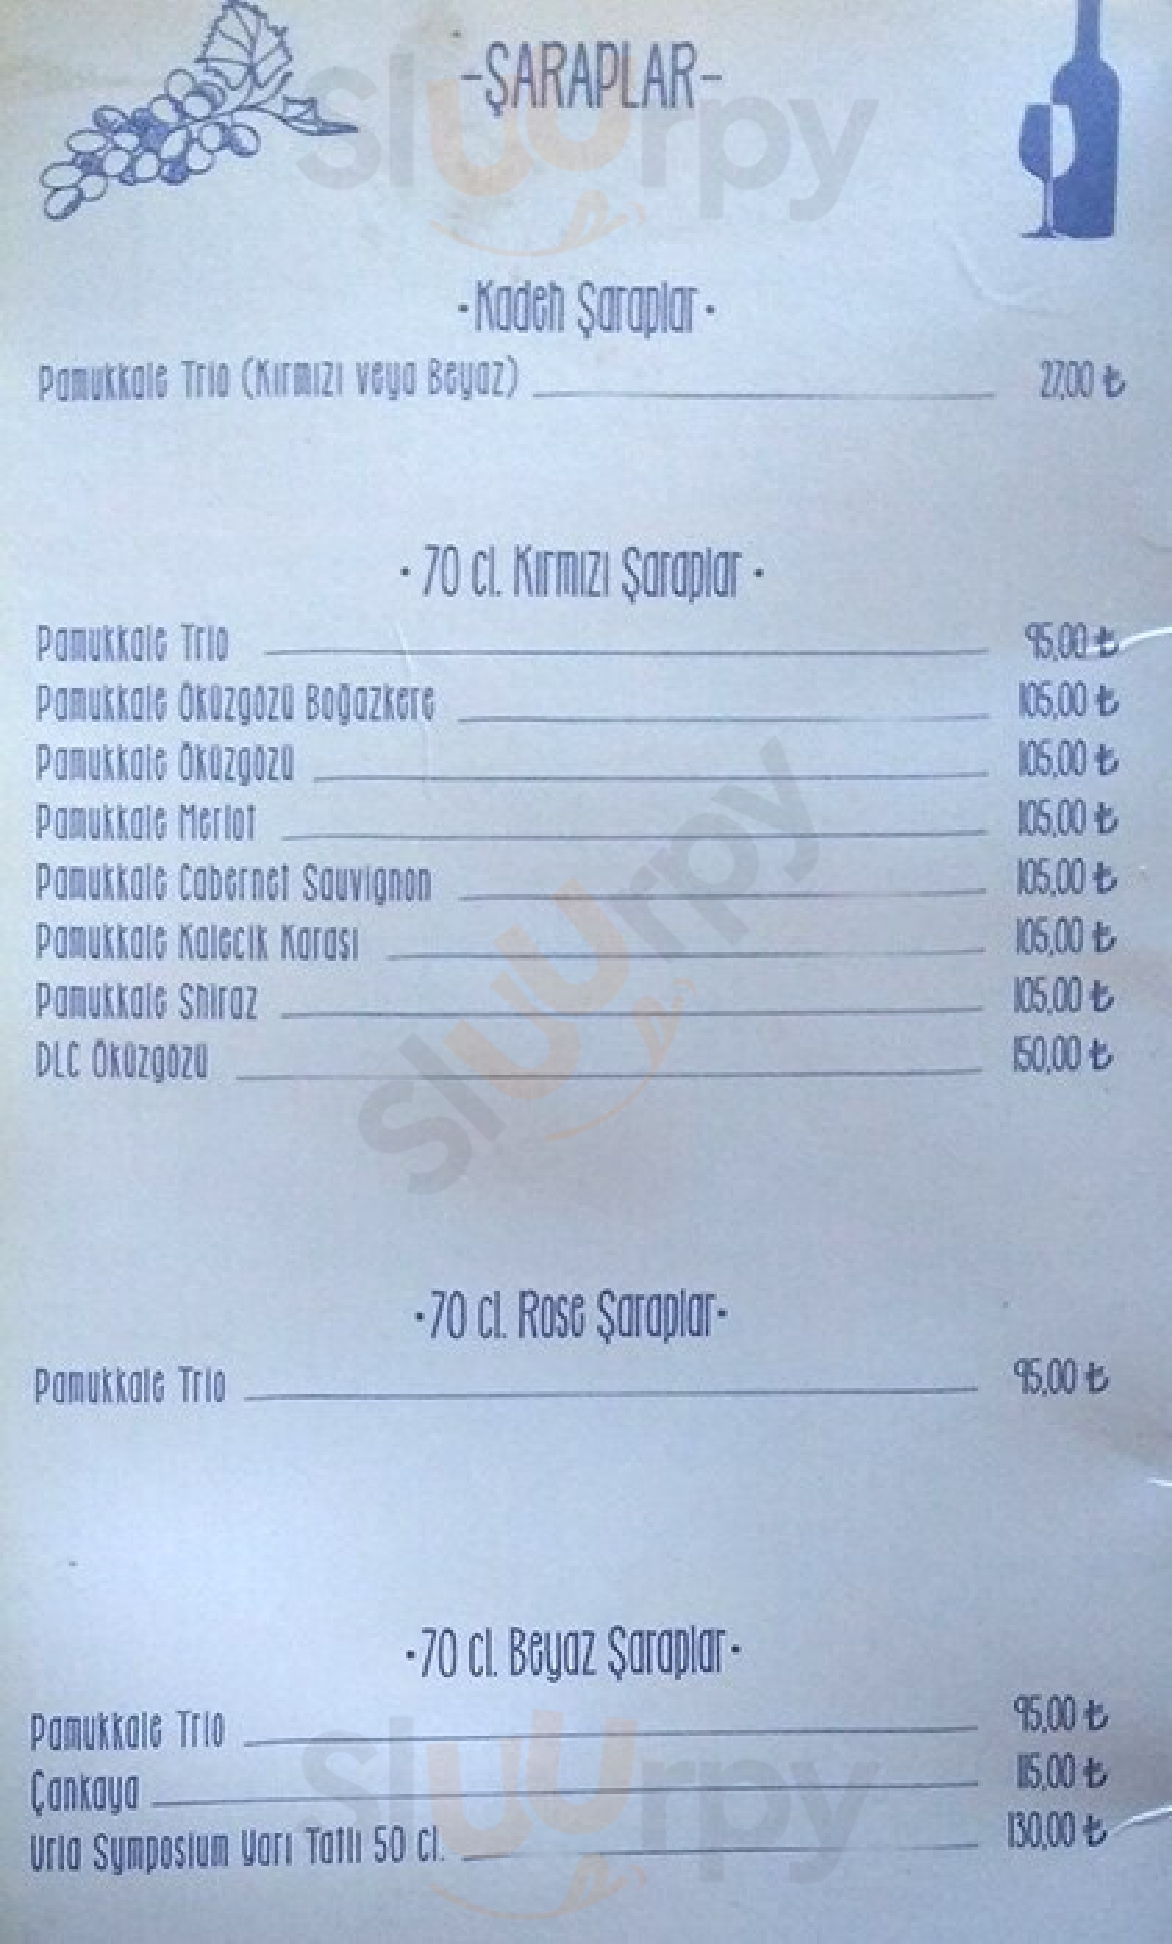 -ŞARAPLAR-
· Kadeh Şaraplar ·
Pamukkale Trio (Kırmızı veya Beyaz) 27,00 ₺
· 70 cl. Kırmızı Şaraplar ·
Pamukkale Trio 95,00 ₺
Pamukkale Öküzgözü Boğazkere 105,00 ₺
Pamukkale Öküzgözü 105,00 ₺
Pamukkale Merlot 105,00 ₺
Pamukkale Cabernet Sauvignon 105,00 ₺
Pamukkale Kalecik Karası 105,00 ₺
Pamukkale Shiraz 105,00 ₺
DLC Öküzgözü 150,00 ₺
·70 cl. Rose Şaraplar·
Pamukkale Trio 95,00 ₺
·70 cl. Beyaz Şaraplar·
Pamukkale Trio 95,00 ₺
Çankaya 115,00 ₺
Urla Symposium Yarı Tatlı 50 cl. 130,00 ₺
Sluurpy
Sluurpy
Sluurpy